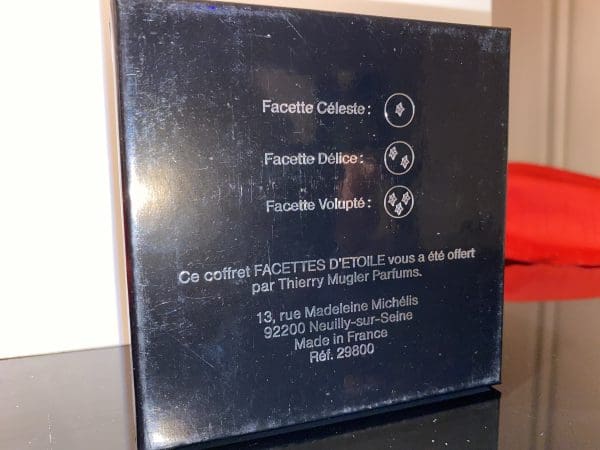 Facette Céleste :
Facette Délice :
Facette Volupté :
Ce coffret FACETTES D'ETOILE vous a été offert
par Thierry Mugler Parfums.
13, rue Madeleine Michélis
92200 Neuilly-sur-Seine
Made in France
Réf. 29800